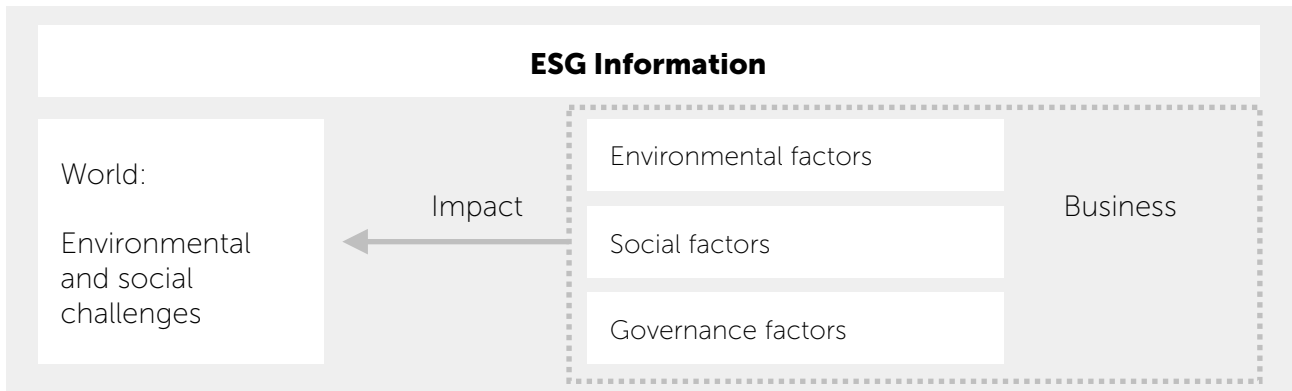 ESG Information
World:
Environmental
and social
challenges
Impact
Environmental factors
Social factors
Governance factors
Business